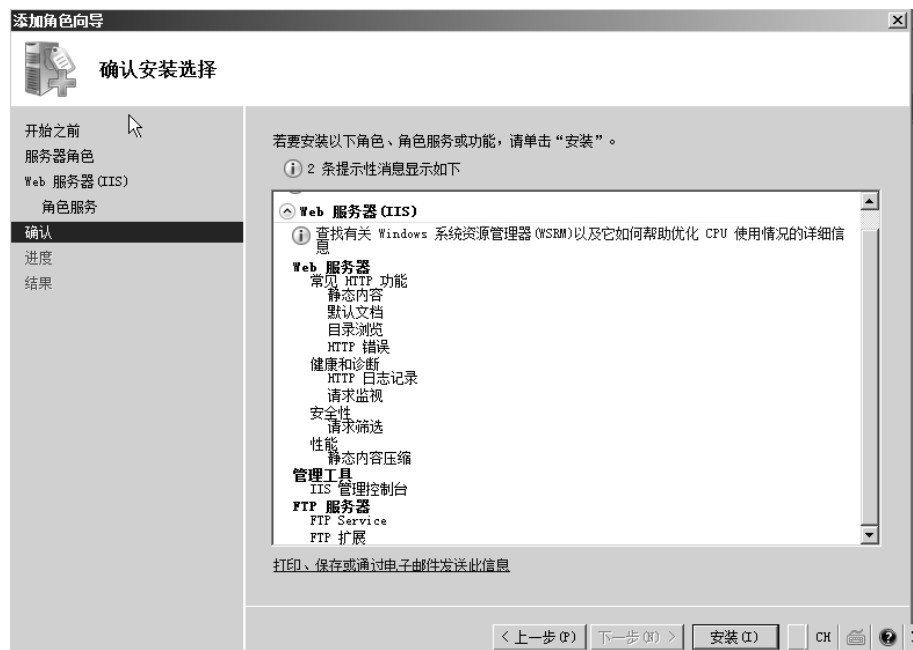 添加角色向导
确认安装选择
开始之前
服务器角色
Web 服务器(IIS)
角色服务
确认
进度
结果
若要安装以下角色、角色服务或功能，请单击“安装”。
2 条提示性消息显示如下
Web 服务器(IIS)
查找有关 Windows 系统资源管理器(WSRM)以及它如何帮助优化 CPU 使用情况的详细信
息
Web 服务器
常见 HTTP 功能
静态内容
默认文档
目录浏览
HTTP 错误
健康和诊断
HTTP 日志记录
请求监视
安全性
请求筛选
性能
静态内容压缩
管理工具
IIS 管理控制台
FTP 服务器
FTP Service
FTP 扩展
打印、保存或通过电子邮件发送此信息
< 上一步(P)
下一步(N) >
安装(I)
CH